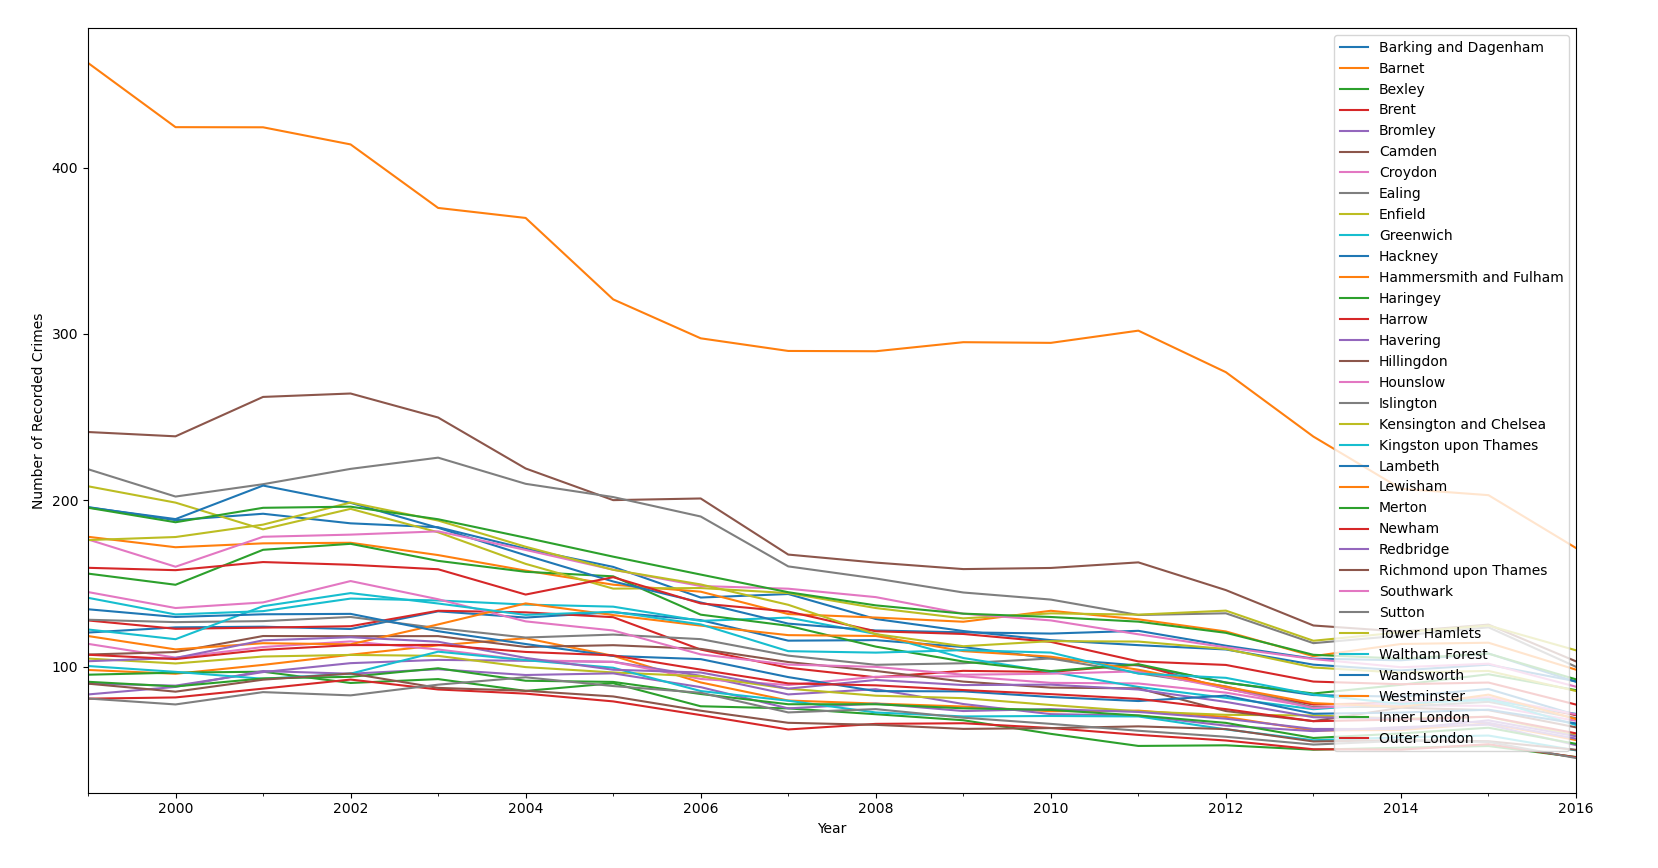 Number of Recorded Crimes
400
300
200
100
2000
2002
2004
2006
2008
2010
2012
2014
2016
Year
Barking and Dagenham
Barnet
Bexley
Brent
Bromley
Camden
Croydon
Ealing
Enfield
Greenwich
Hackney
Hammersmith and Fulham
Haringey
Harrow
Havering
Hillingdon
Hounslow
Islington
Kensington and Chelsea
Kingston upon Thames
Lambeth
Lewisham
Merton
Newham
Redbridge
Richmond upon Thames
Southwark
Sutton
Tower Hamlets
Waltham Forest
Wandsworth
Westminster
Inner London
Outer London